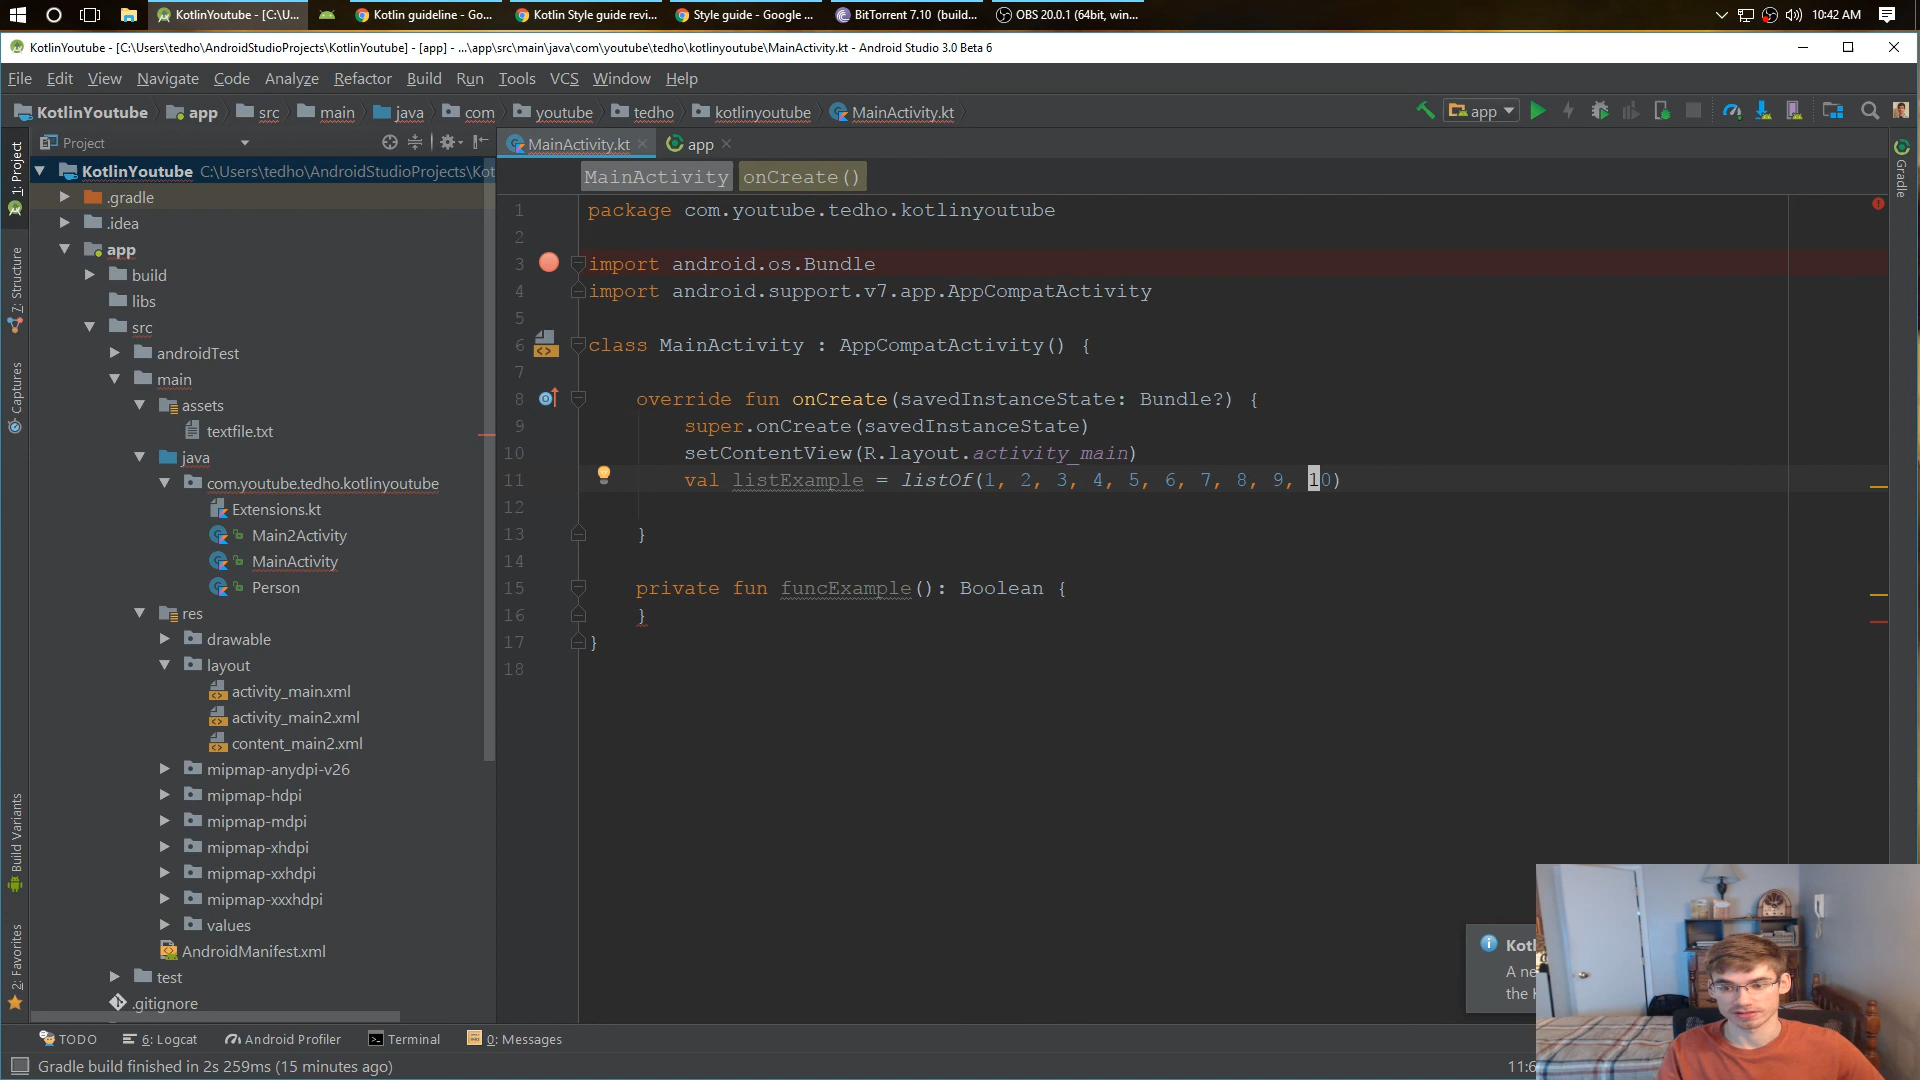 KotlinYoutube - [C:\U...
Kotlin guideline - Go...
Kotlin Style guide revi...
Style guide - Google ...
BitTorrent 7.10 (build...
OBS 20.0.1 (64bit, win...
10:42 AM
KotlinYoutube - [C:\Users\tedho\AndroidStudioProjects\KotlinYoutube] - [app] - ...\app\src\main\java\com\youtube\tedho\kotlinyoutube\MainActivity.kt - Android Studio 3.0 Beta 6
File Edit View Navigate Code Analyze Refactor Build Run Tools VCS Window Help
KotlinYoutube app src main java com youtube tedho kotlinyoutube MainActivity.kt
app
Project
MainActivity.kt
app
1: Project
7: Structure
Captures
Build Variants
2: Favorites
Gradle
KotlinYoutube C:\Users\tedho\AndroidStudioProjects\Kot
.gradle
.idea
app
build
libs
src
androidTest
main
assets
textfile.txt
java
com.youtube.tedho.kotlinyoutube
Extensions.kt
Main2Activity
MainActivity
Person
res
drawable
layout
activity_main.xml
activity_main2.xml
content_main2.xml
mipmap-anydpi-v26
mipmap-hdpi
mipmap-mdpi
mipmap-xhdpi
mipmap-xxhdpi
mipmap-xxxhdpi
values
AndroidManifest.xml
test
.gitignore
MainActivity onCreate()
1 package com.youtube.tedho.kotlinyoutube
2
3 import android.os.Bundle
4 import android.support.v7.app.AppCompatActivity
5
6 class MainActivity : AppCompatActivity() {
7
8 override fun onCreate(savedInstanceState: Bundle?) {
9 super.onCreate(savedInstanceState)
10 setContentView(R.layout.activity_main)
11 val listExample = listOf(1, 2, 3, 4, 5, 6, 7, 8, 9, 10)
12
13 }
14
15 private fun funcExample(): Boolean {
16 }
17 }
18
Kotl
A ne
the K
TODO
6: Logcat
Android Profiler
Terminal
0: Messages
Gradle build finished in 2s 259ms (15 minutes ago)
11:6